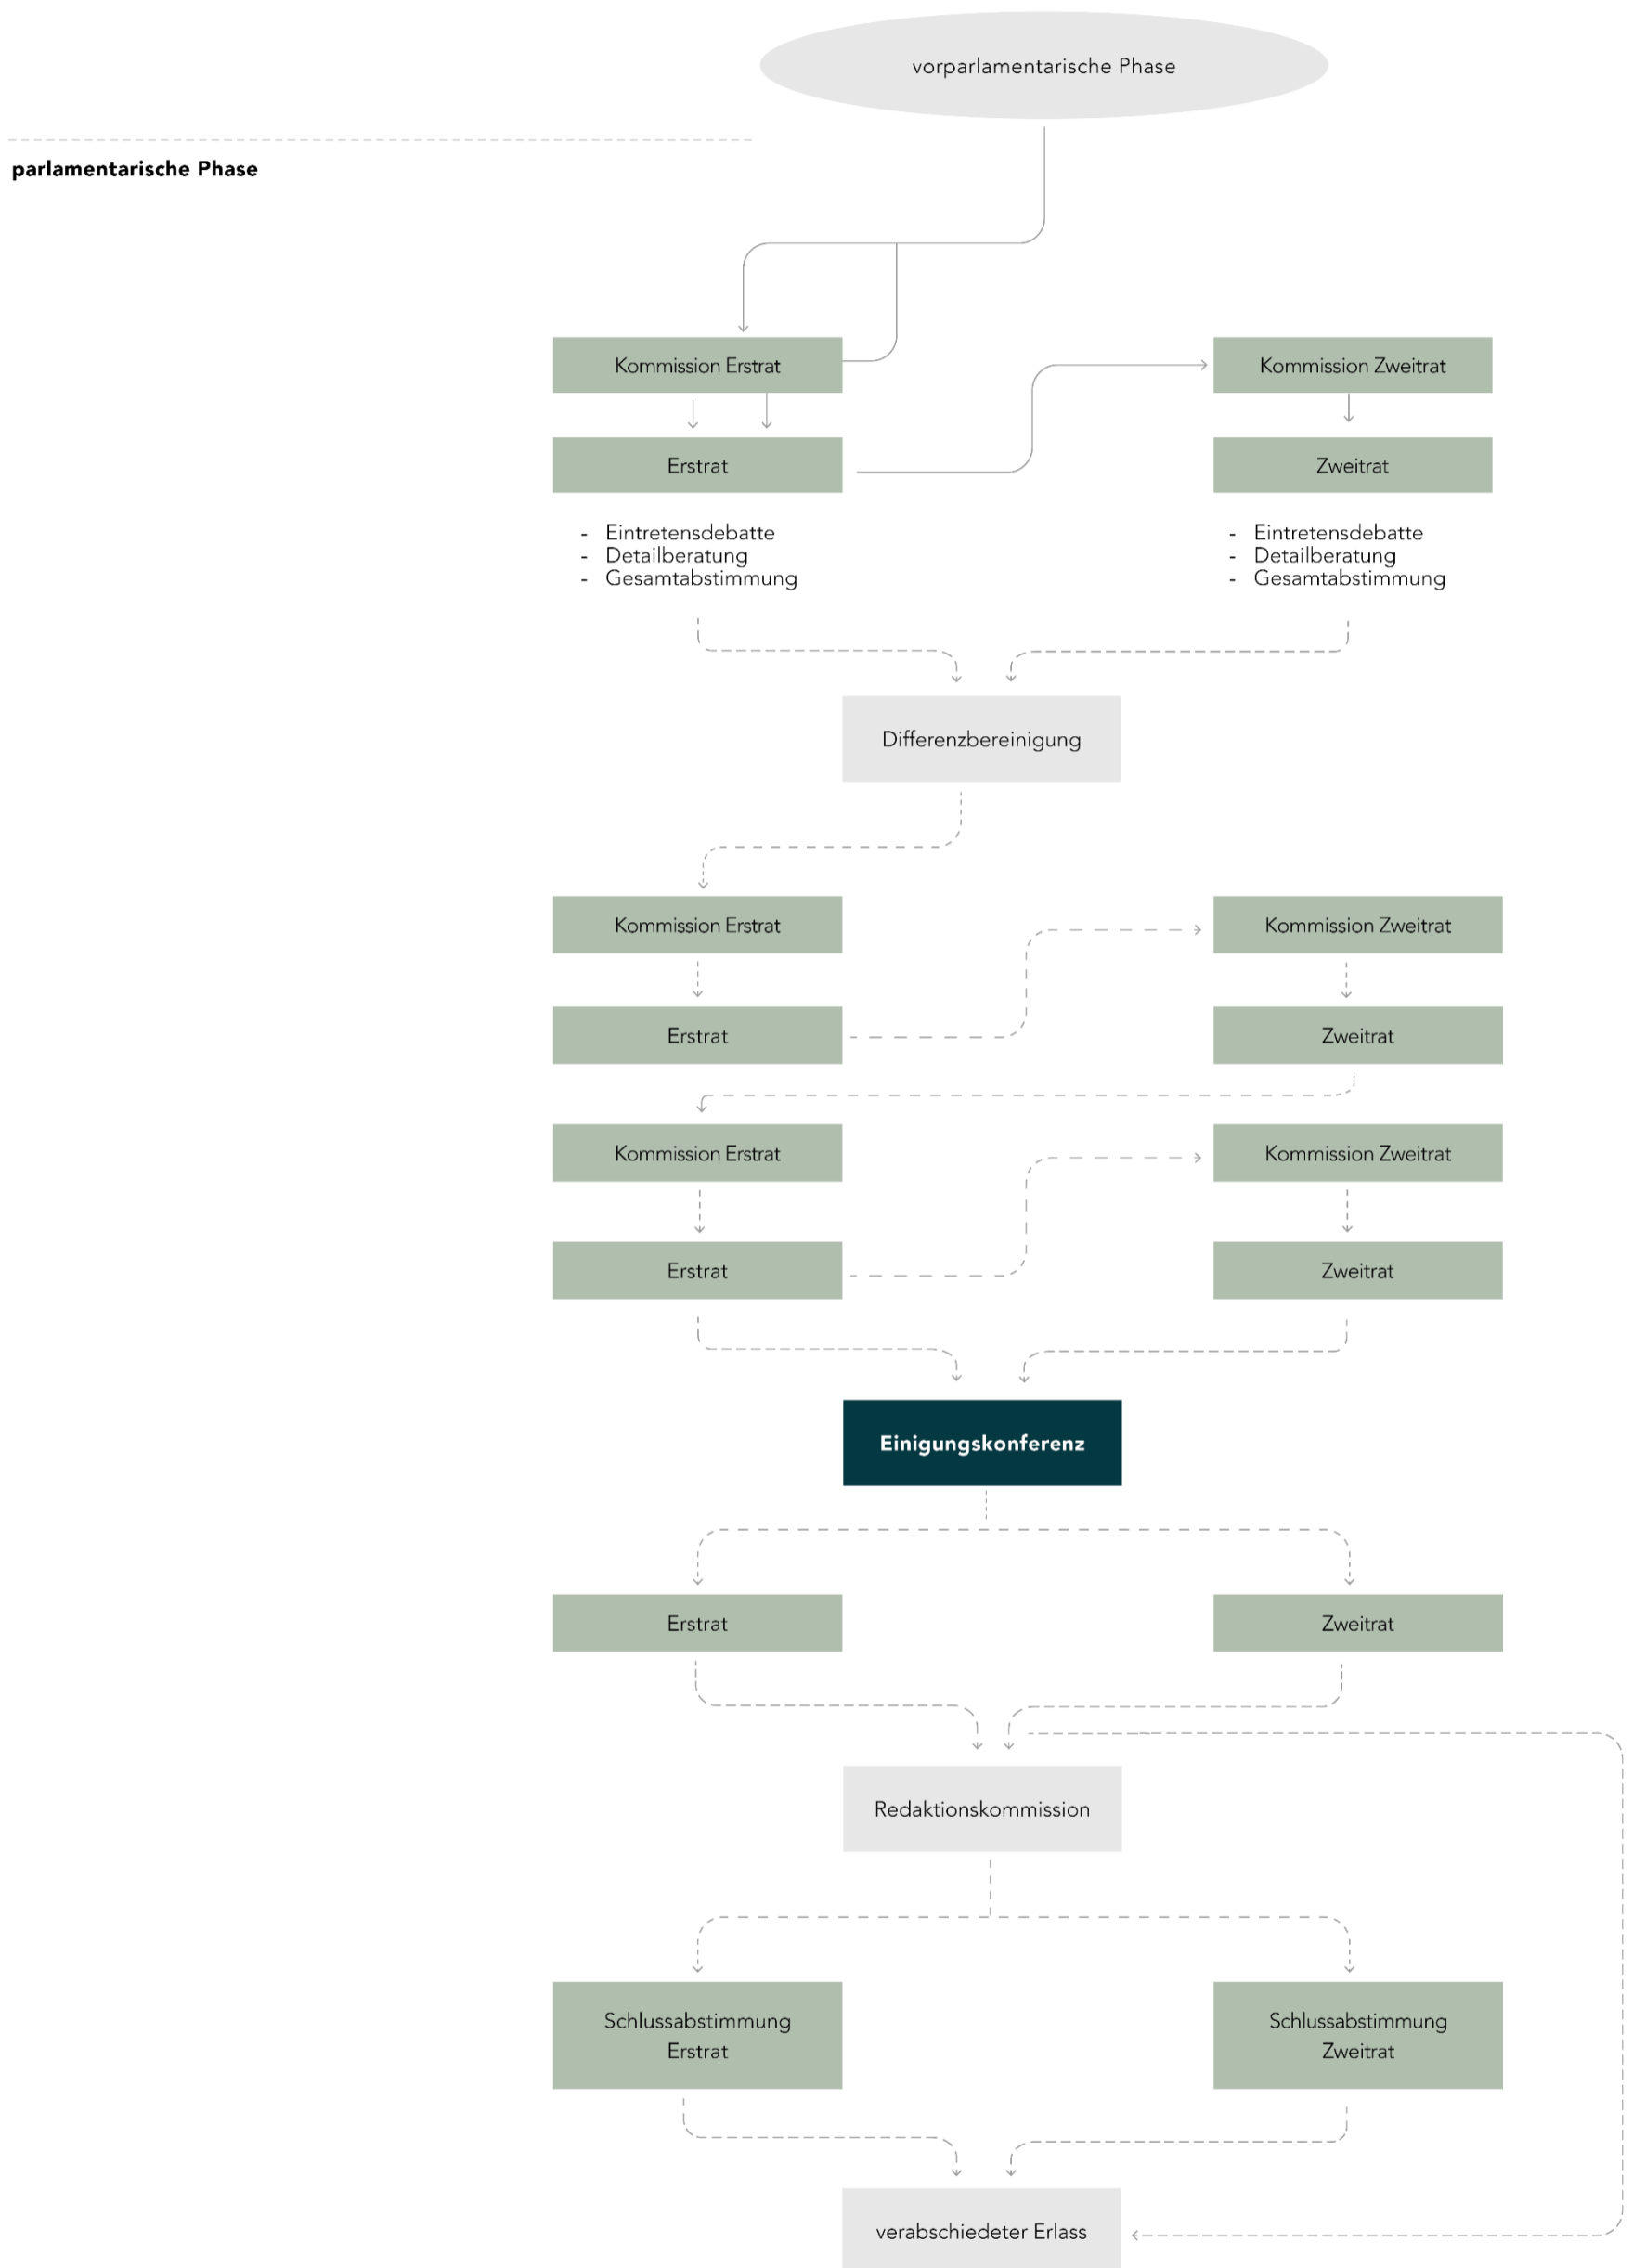 vorparlamentarische Phase
parlamentarische Phase
Kommission Erstrat
Kommission Zweitrat
Erstrat
Zweitrat
- Eintretensdebatte
- Detailberatung
- Gesamtabstimmung
- Eintretensdebatte
- Detailberatung
- Gesamtabstimmung
Differenzbereinigung
Kommission Erstrat
Kommission Zweitrat
Erstrat
Zweitrat
Kommission Erstrat
Kommission Zweitrat
Erstrat
Zweitrat
Einigungskonferenz
Erstrat
Zweitrat
Redaktionskommission
Schlussabstimmung
Erstrat
Schlussabstimmung
Zweitrat
verabschiedeter Erlass